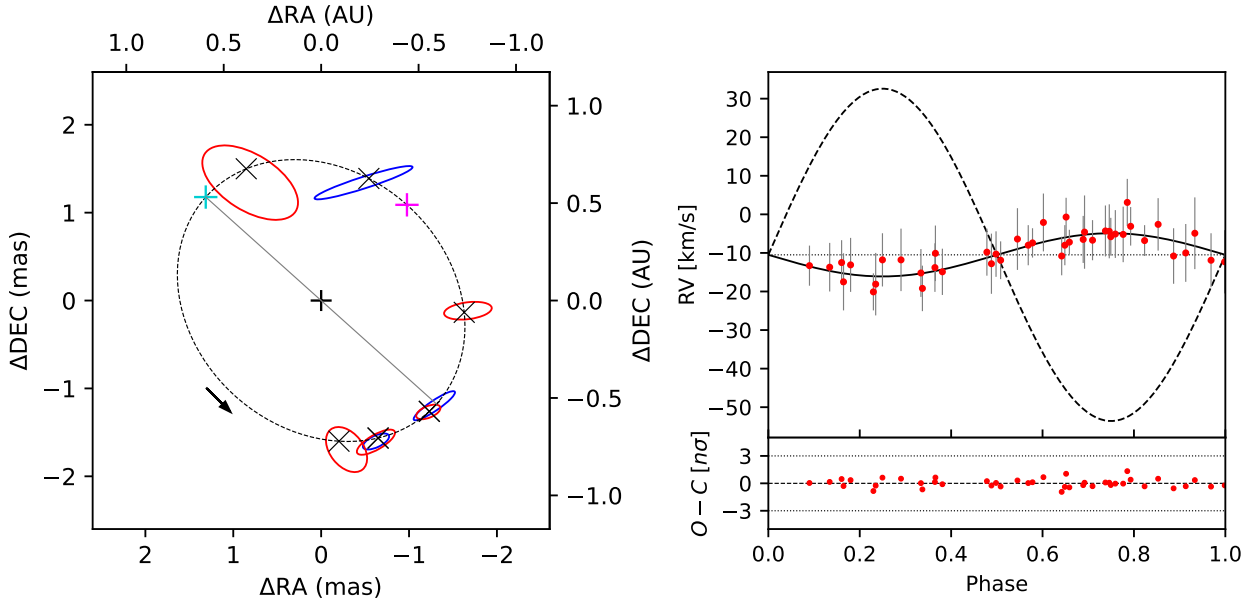 ΔRA (AU)
1.0 0.5 0.0 −0.5 −1.0
ΔDEC (mas)
2
1
0
−1
−2
1.0
0.5
0.0
−0.5
−1.0
ΔDEC (AU)
2 1 0 −1 −2
ΔRA (mas)
RV [km/s]
30
20
10
0
−10
−20
−30
−40
−50
O − C [nσ]
3
0
−3
0.0 0.2 0.4 0.6 0.8 1.0
Phase